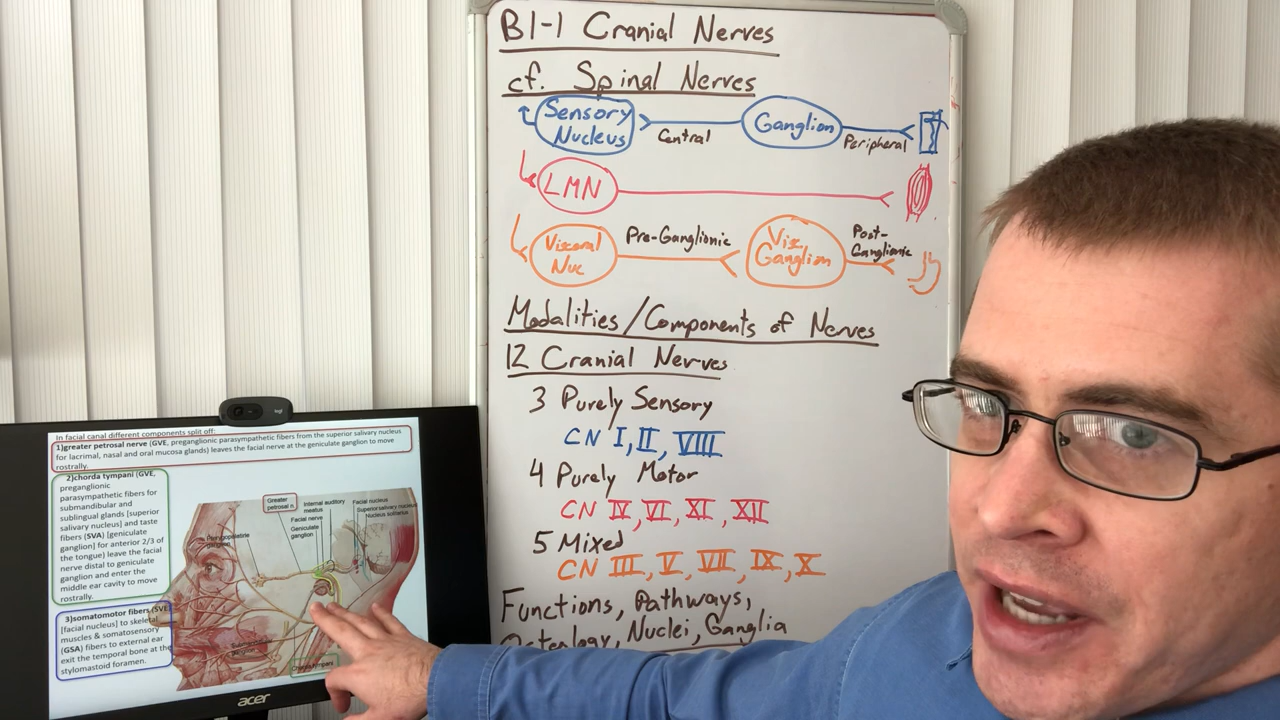 B1-1 Cranial Nerves
cf. Spinal Nerves
Sensory
Nucleus
Central
Ganglion
Peripheral
LMN
Visceral
Nuc
Pre-Ganglionic
Visc
Ganglion
Post-
Ganglionic
Modalities/Components of Nerves
12 Cranial Nerves
3 Purely Sensory
CN I, II, VIII
4 Purely Motor
CN IV, VI, XI, XII
5 Mixed
CN III, V, VII, IX, X
Functions, Pathways,
Osteology, Nuclei, Ganglia
In facial canal different components split off:
1)greater petrosal nerve (GVE, preganglionic parasympathetic fibers from the superior salivary nucleus
for lacrimal, nasal and oral mucosa glands) leaves the facial nerve at the geniculate ganglion to move
rostrally.
2)chorda tympani (GVE,
preganglionic
parasympathetic fibers for
submandibular and
sublingual glands [superior
salivary nucleus] and taste
fibers (SVA) [geniculate
ganglion] for anterior 2/3 of
the tongue) leave the facial
nerve distal to geniculate
ganglion and enter the
middle ear cavity to move
rostrally.
3)somatomotor fibers (SVE)
[facial nucleus] to skeletal
muscles & somatosensory
(GSA) fibers to external ear
exit the temporal bone at the
stylomastoid foramen.
Greater
petrosal n.
Internal auditory
meatus
Facial nerve
Geniculate
ganglion
Facial nucleus
Superior salivary nucleus
Nucleus solitarius
Pterygopalatine
ganglion
Chorda tympani
acer